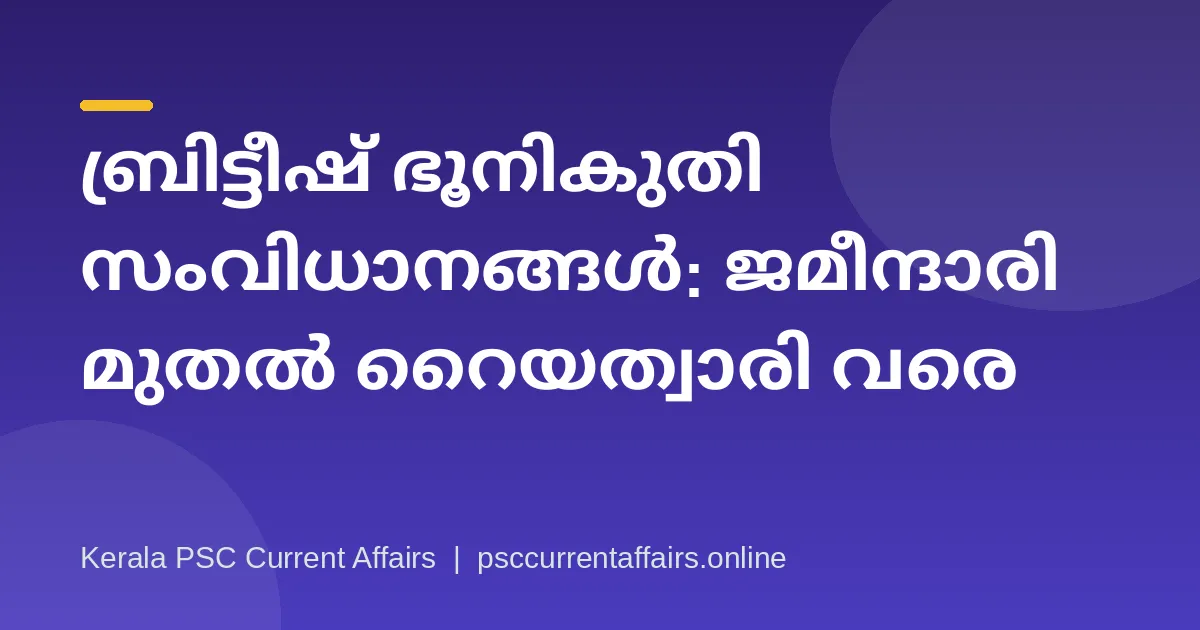 ബ്രിട്ടീഷ് ഭൂനികുതി
സംവിധാനങ്ങൾ: ജമീന്ദാരി
മുതൽ റൈയത്വാരി വരെ
Kerala PSC Current Affairs | psccurrentaffairs.online